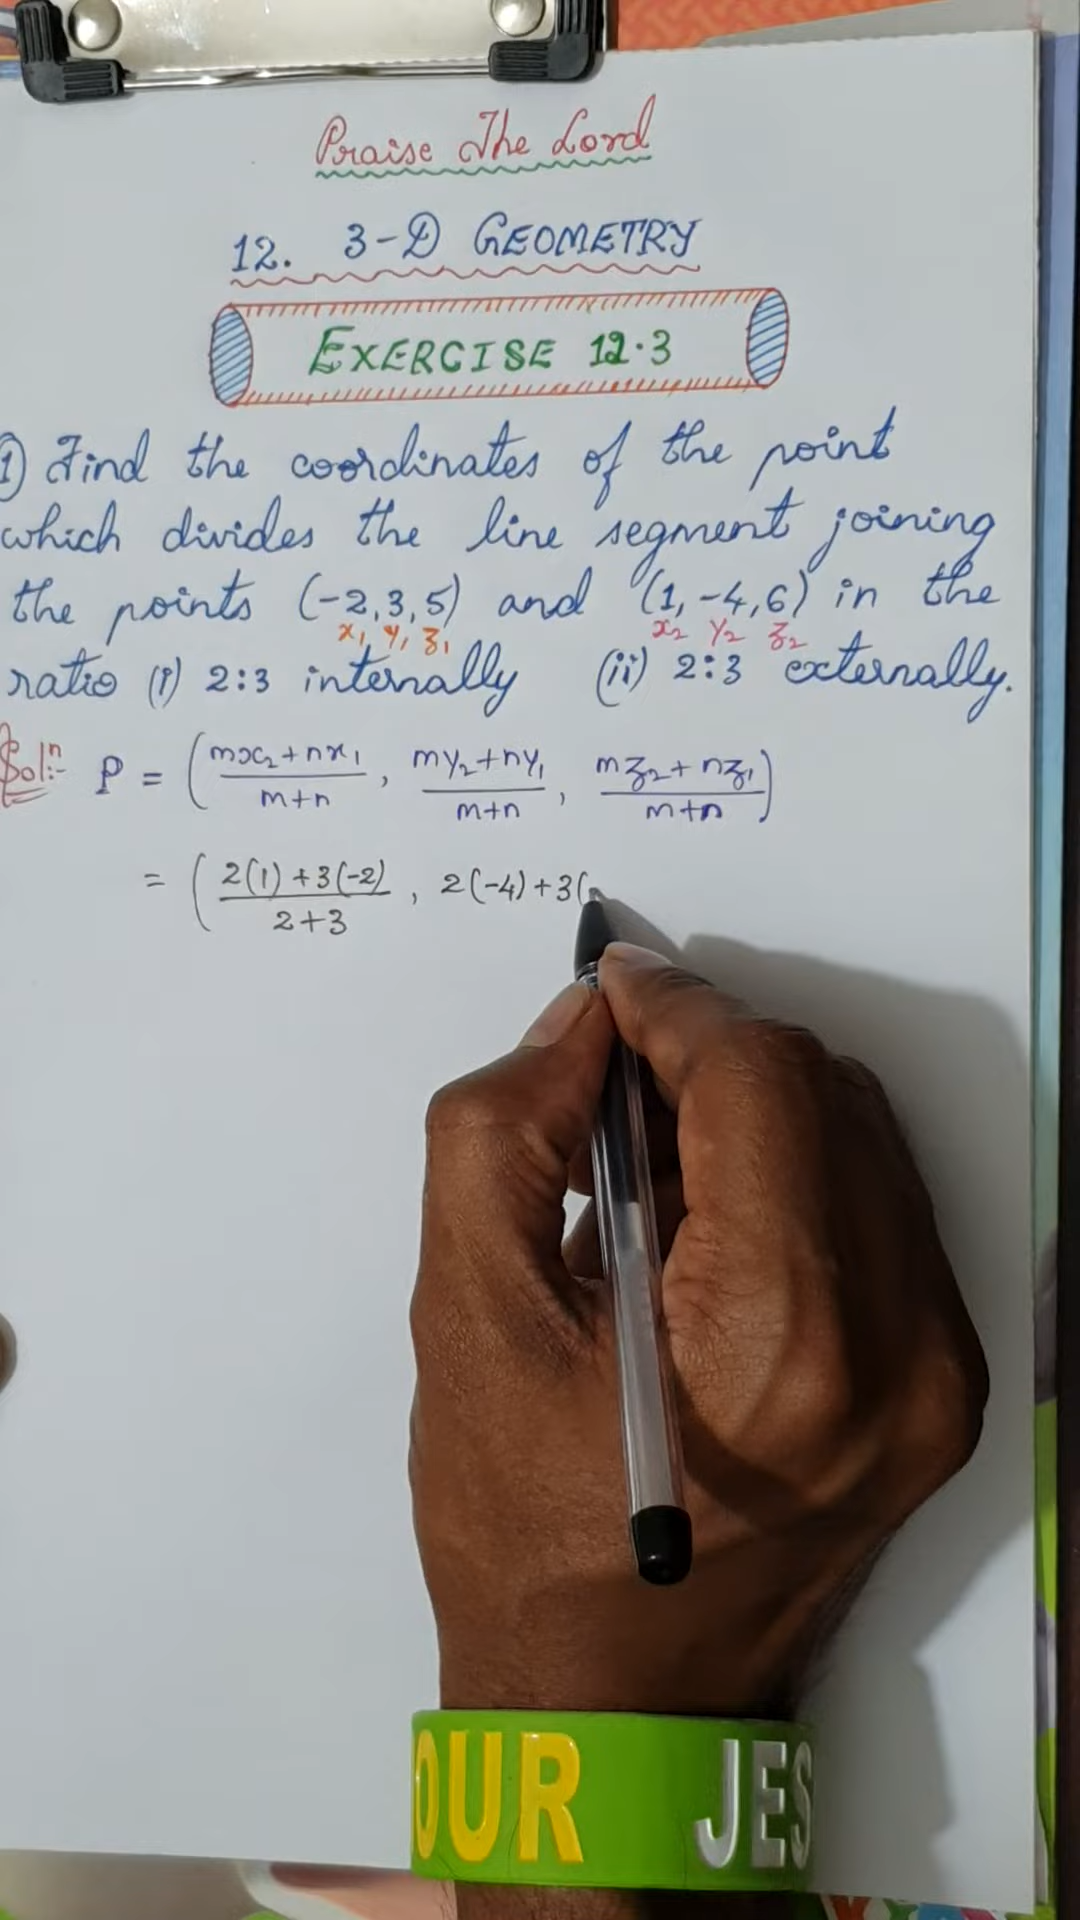 Praise The Lord
12. 3-D GEOMETRY
EXERCISE 12.3
1) Find the coordinates of the point
which divides the line segment joining
the points (-2,3,5) and (1,-4,6) in the
x₁ y₁ z₁ x₂ y₂ z₂
ratio (i) 2:3 internally (ii) 2:3 externally.
Solⁿ:- P = ( (mx₂+nx₁)/(m+n) , (my₂+ny₁)/(m+n) , (mz₂+nz₁)/(m+n) )
= ( (2(1)+3(-2))/(2+3) , 2(-4)+3(
OUR JES